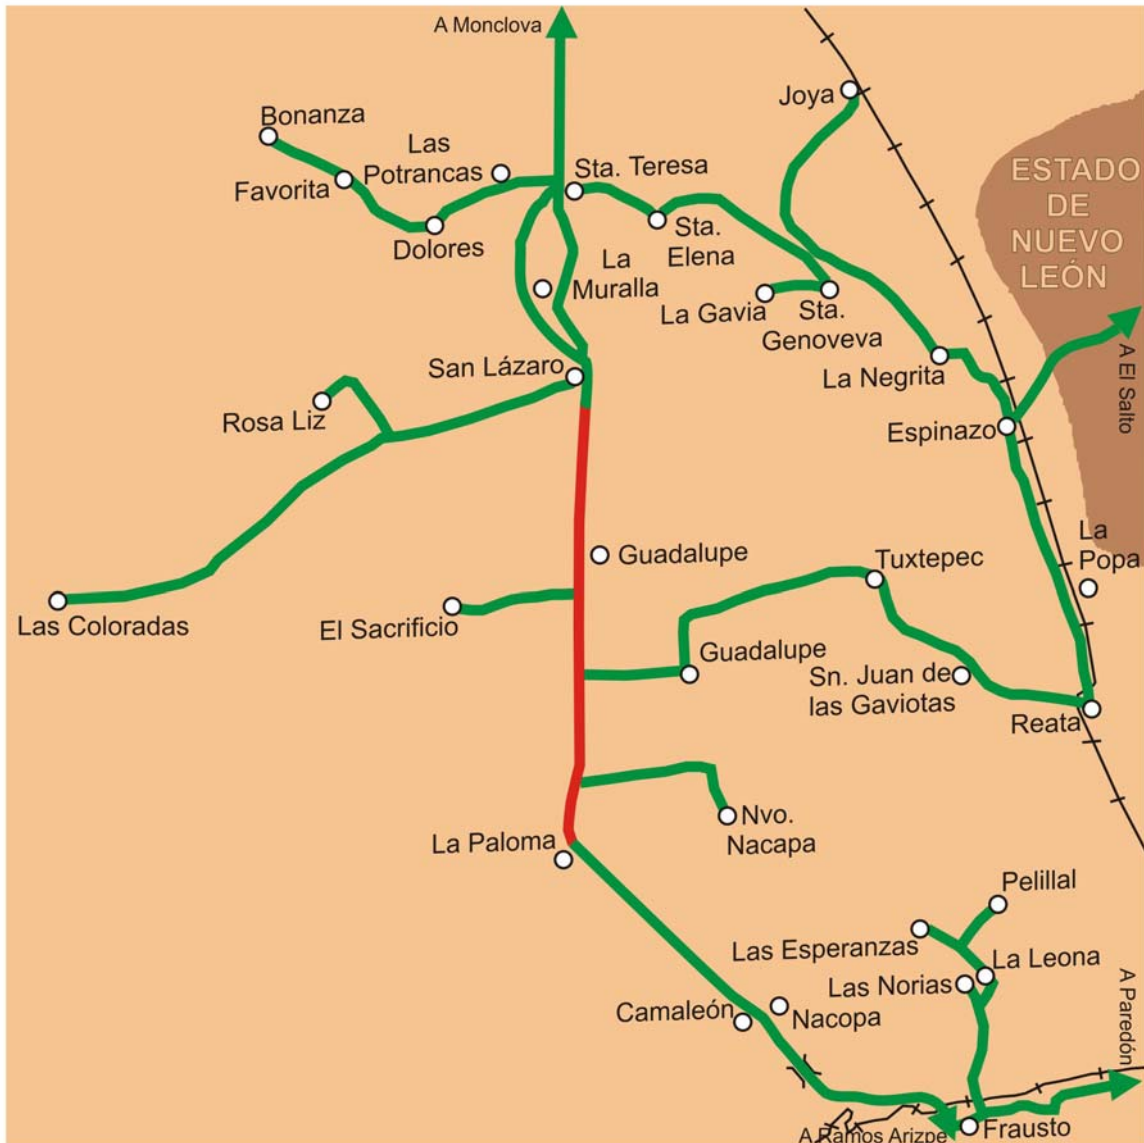 A Monclova
Joya
Bonanza
Las
Potrancas
Favorita
Dolores
Sta. Teresa
Sta.
Elena
ESTADO
DE
NUEVO
LEÓN
La
Muralla
La Gavia
Sta.
Genoveva
San Lázaro
La Negrita
A El Salto
Rosa Liz
Espinazo
Guadalupe
Tuxtepec
La
Popa
Las Coloradas
El Sacrificio
Guadalupe
Sn. Juan de
las Gaviotas
Reata
La Paloma
Nvo.
Nacapa
Pelillal
Las Esperanzas
La Leona
Las Norias
Camaleón
Nacopa
A Paredón
A Ramos Arizpe
Frausto